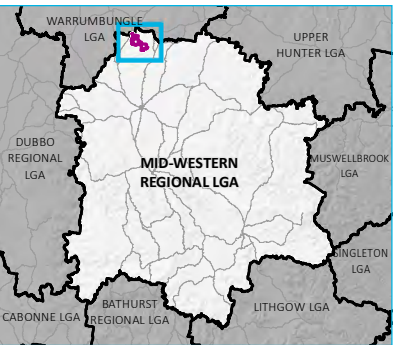 WARRUMBUNGLE
LGA
UPPER
HUNTER LGA
DUBBO
REGIONAL
LGA
MID-WESTERN
REGIONAL LGA
MUSWELLBROOK
LGA
SINGLETON
LGA
CABONNE LGA
BATHURST
REGIONAL LGA
LITHGOW LGA